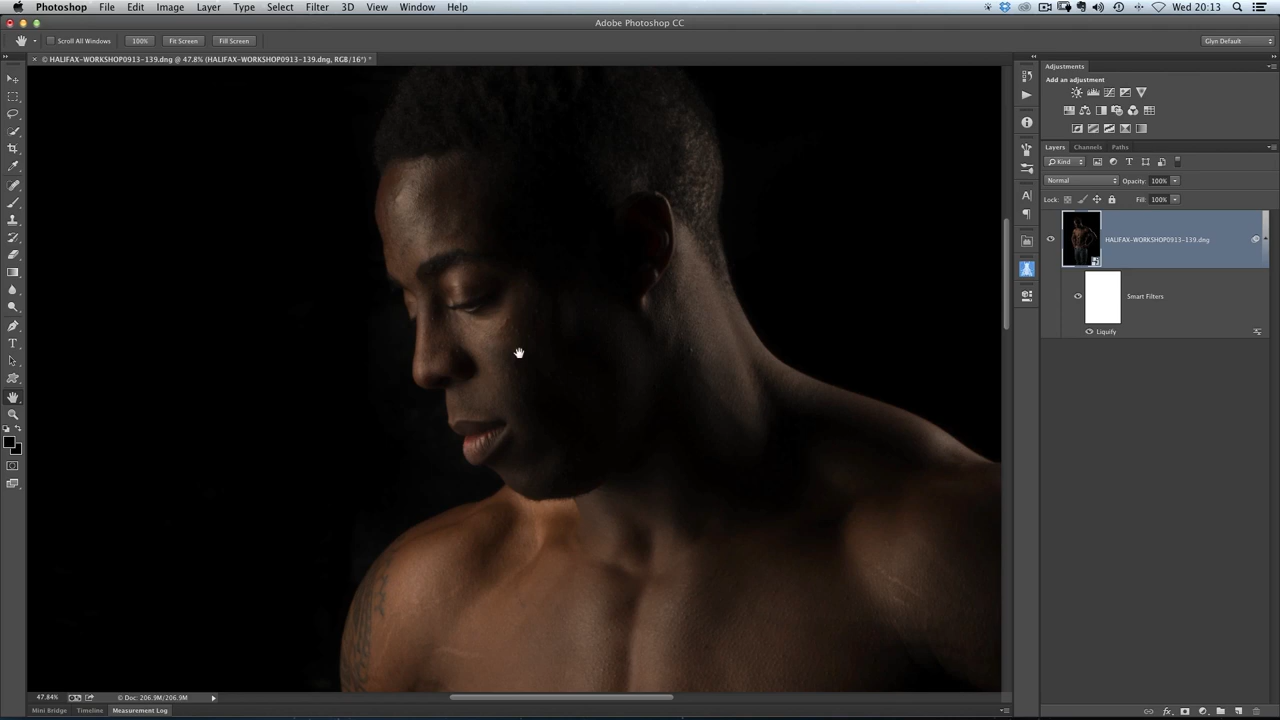 Photoshop File Edit Image Layer Type Select Filter 3D View Window Help Wed 20:13
Adobe Photoshop CC
Scroll All Windows 100% Fit Screen Fill Screen Glyn Default
× © HALIFAX-WORKSHOP0913-139.dng @ 47.8% (HALIFAX-WORKSHOP0913-139.dng, RGB/16*) *
Adjustments
Add an adjustment
Layers Channels Paths
Kind
Normal Opacity: 100%
Lock: Fill: 100%
HALIFAX-WORKSHOP0913-139.dng
Smart Filters
Liquify
47.84% Doc: 206.9M/206.9M
Mini Bridge Timeline Measurement Log